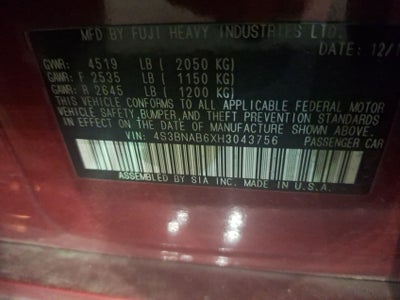 MFD BY FUJI HEAVY INDUSTRIES LTD.
DATE: 12/1
GVWR: 4519 LB ( 2050 KG)
GAWR: F 2535 LB ( 1150 KG)
GAWR: R 2645 LB ( 1200 KG)
THIS VEHICLE CONFORMS TO ALL APPLICABLE FEDERAL MOTOR
VEHICLE SAFETY, BUMPER, AND THEFT PREVENTION STANDARDS
IN EFFECT ON THE DATE OF MANUFACTURE SHOWN ABOVE.
VIN: 4S3BNAB6XH3043756 PASSENGER CAR
ASSEMBLED BY SIA INC. MADE IN U.S.A.